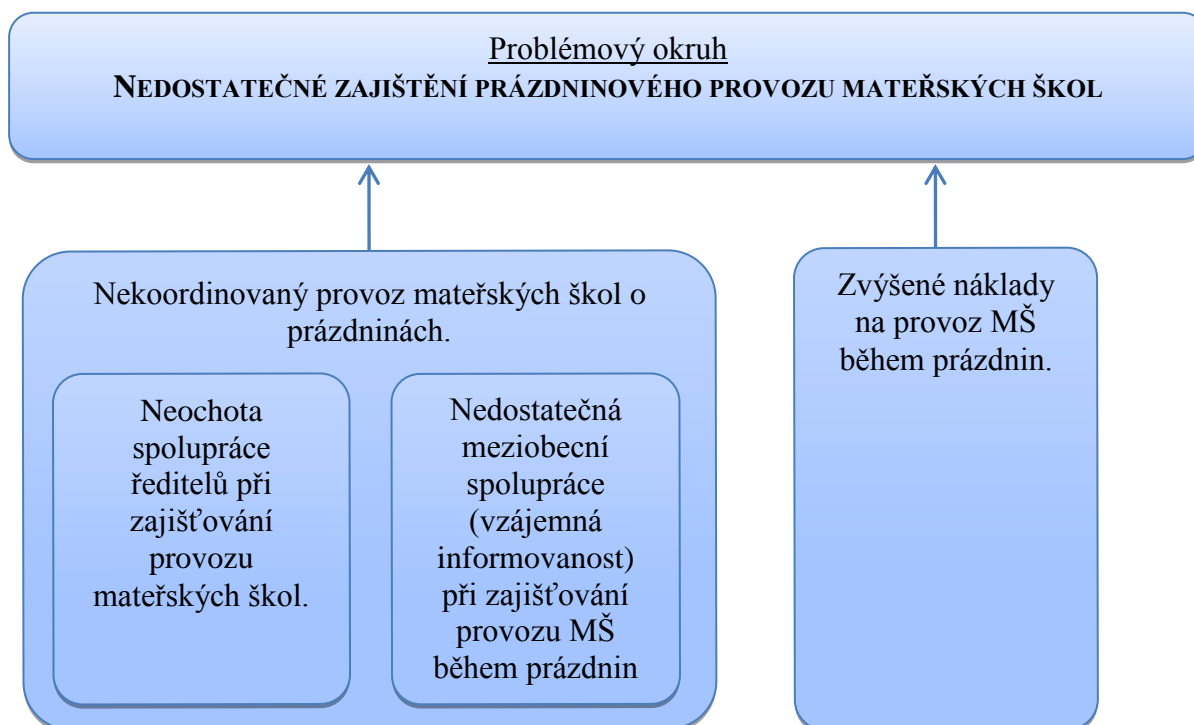 Problémový okruh
NEDOSTATEČNÉ ZAJIŠTĚNÍ PRÁZDNINOVÉHO PROVOZU MATEŘSKÝCH ŠKOL
Nekoordinovaný provoz mateřských škol o
prázdninách.
Neochota
spolupráce
ředitelů při
zajišťování
provozu
mateřských škol.
Nedostatečná
meziobecní
spolupráce
(vzájemná
informovanost)
při zajišťování
provozu MŠ
během prázdnin
Zvýšené náklady
na provoz MŠ
během prázdnin.